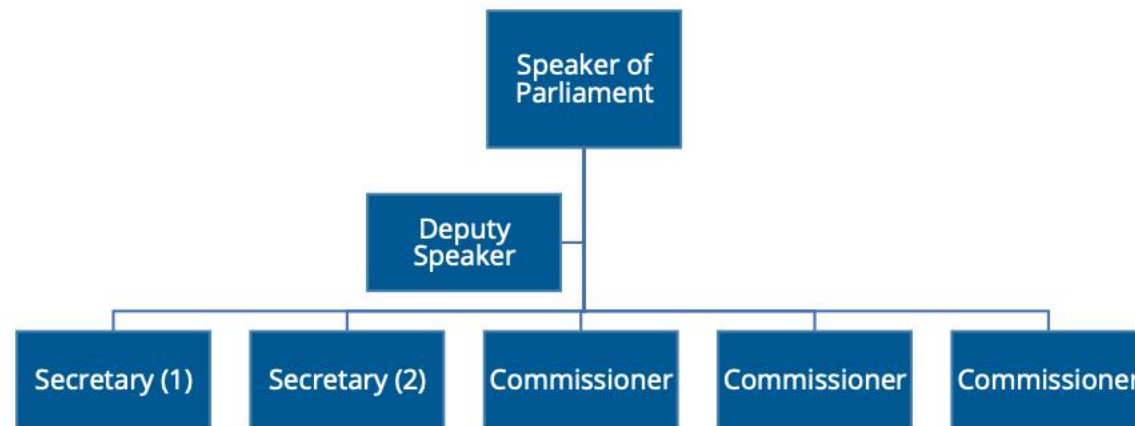 Speaker of
Parliament
Deputy
Speaker
Secretary (1)
Secretary (2)
Commissioner
Commissioner
Commissioner